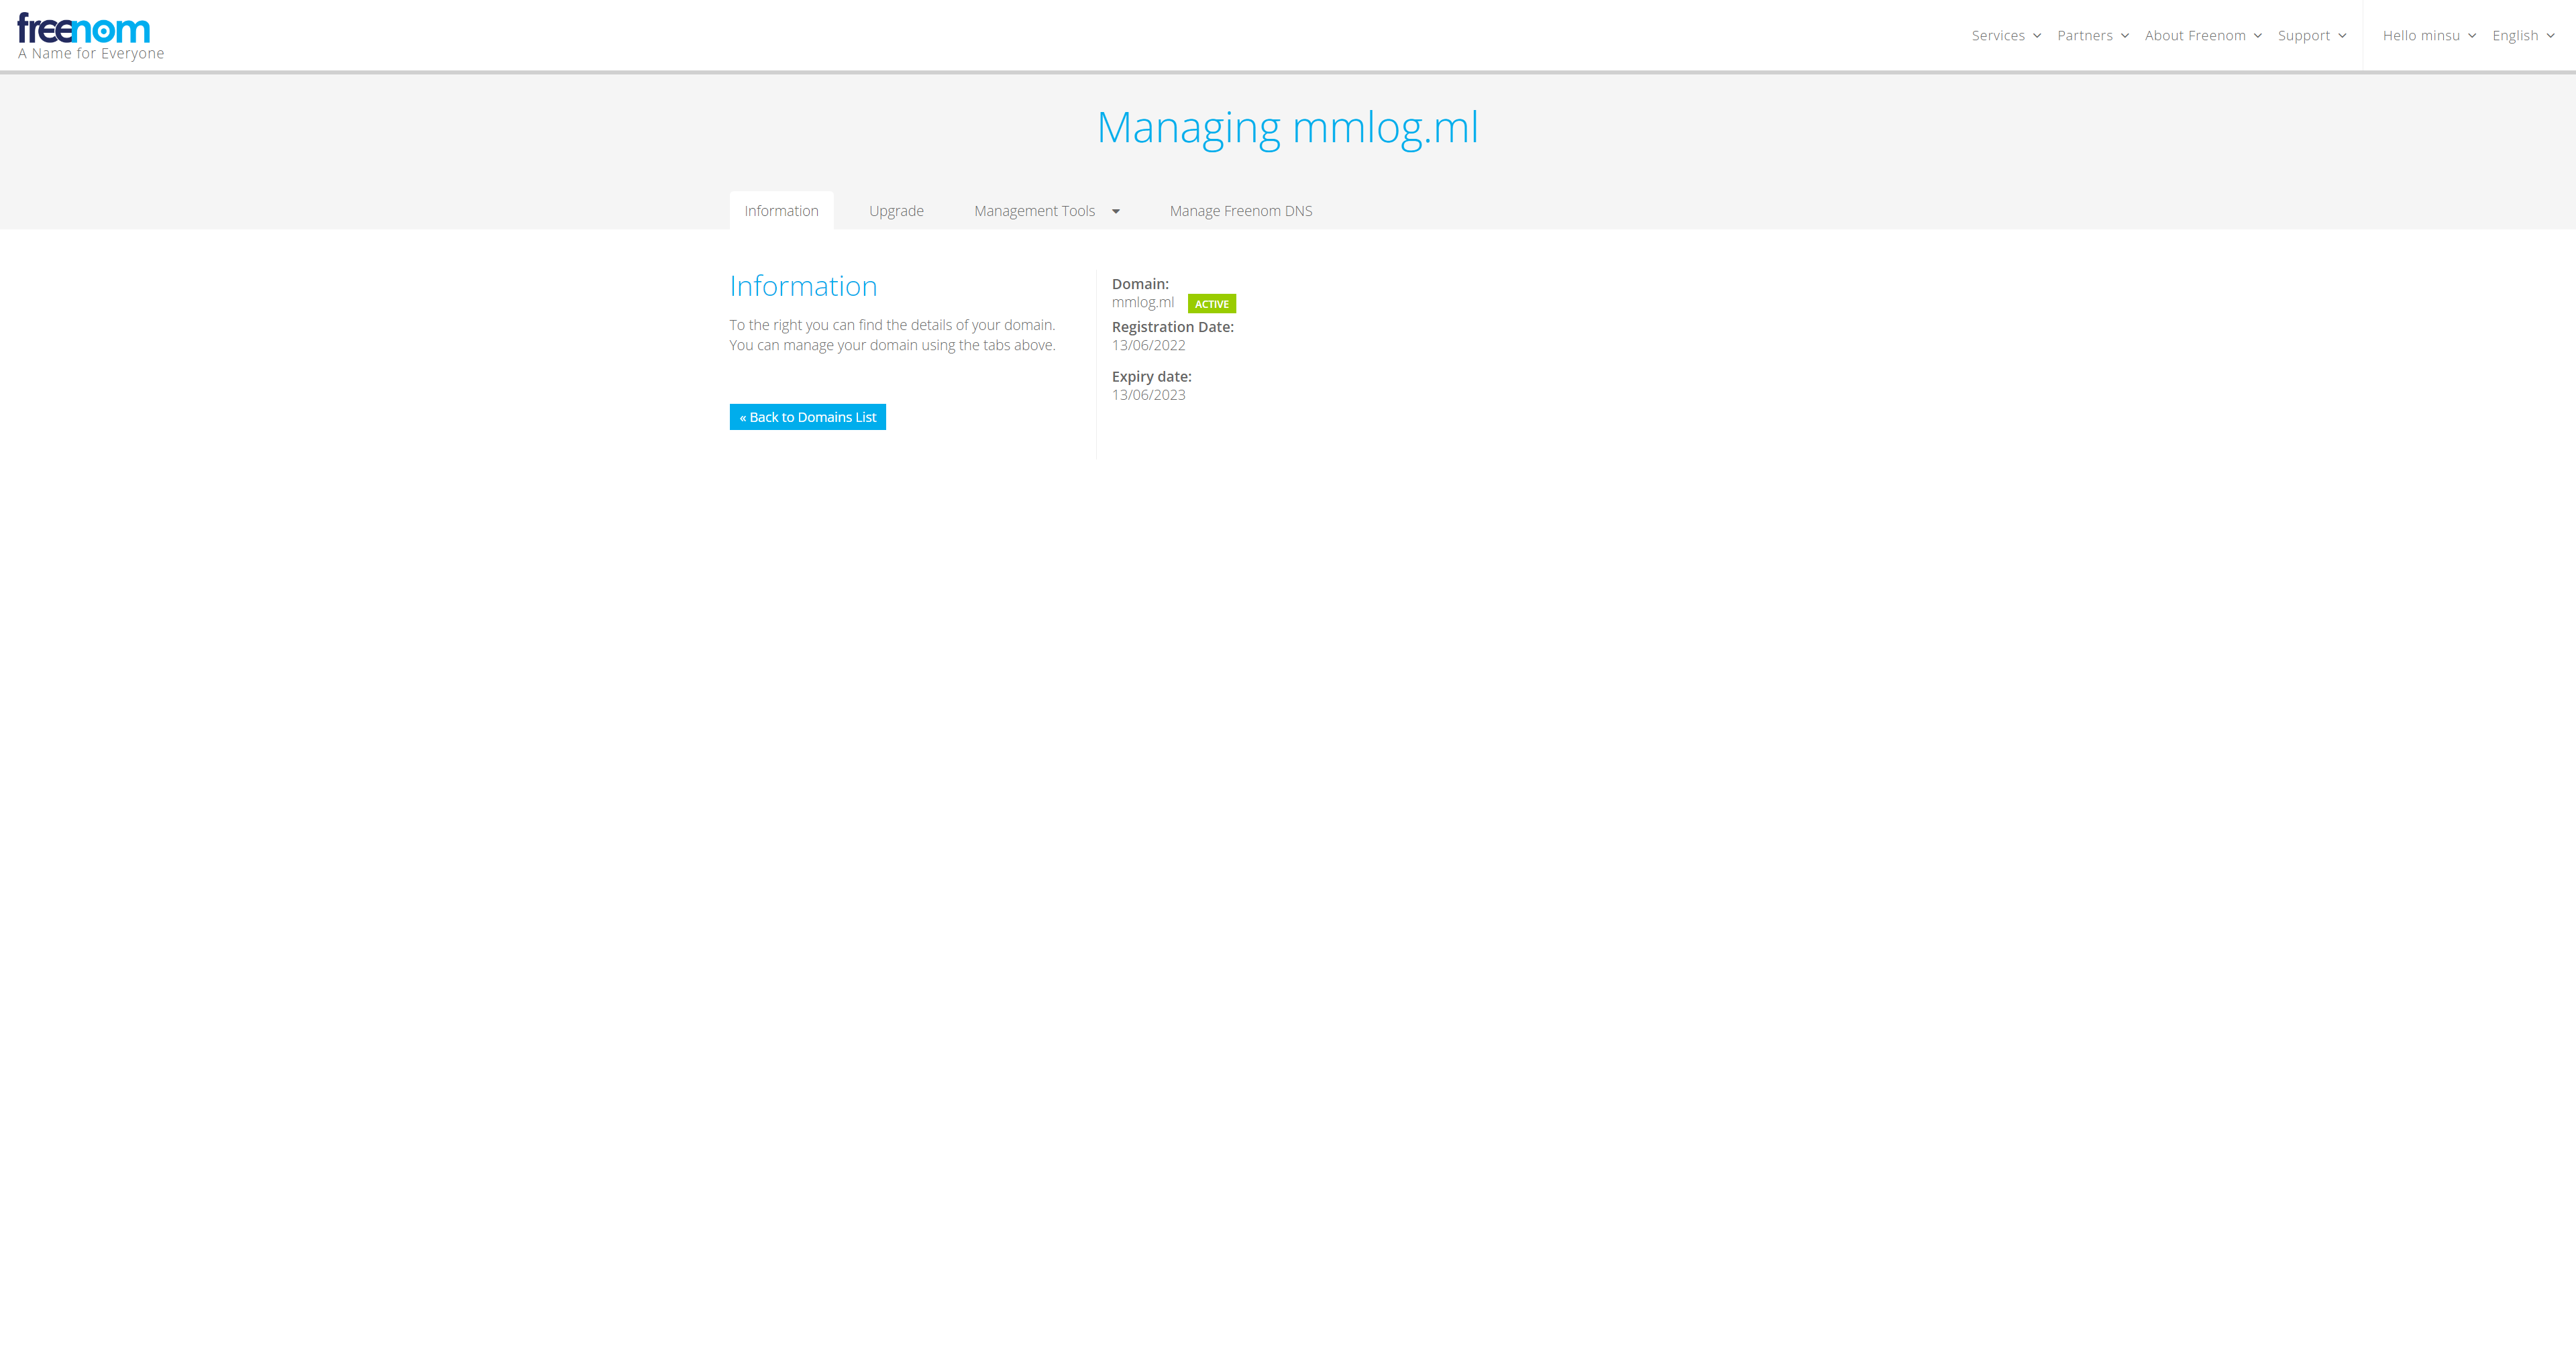 freenom
A Name for Everyone
Services Partners About Freenom Support Hello minsu English
Managing mmlog.ml
Information Upgrade Management Tools Manage Freenom DNS
Information
To the right you can find the details of your domain.
You can manage your domain using the tabs above.
« Back to Domains List
Domain:
mmlog.ml ACTIVE
Registration Date:
13/06/2022
Expiry date:
13/06/2023